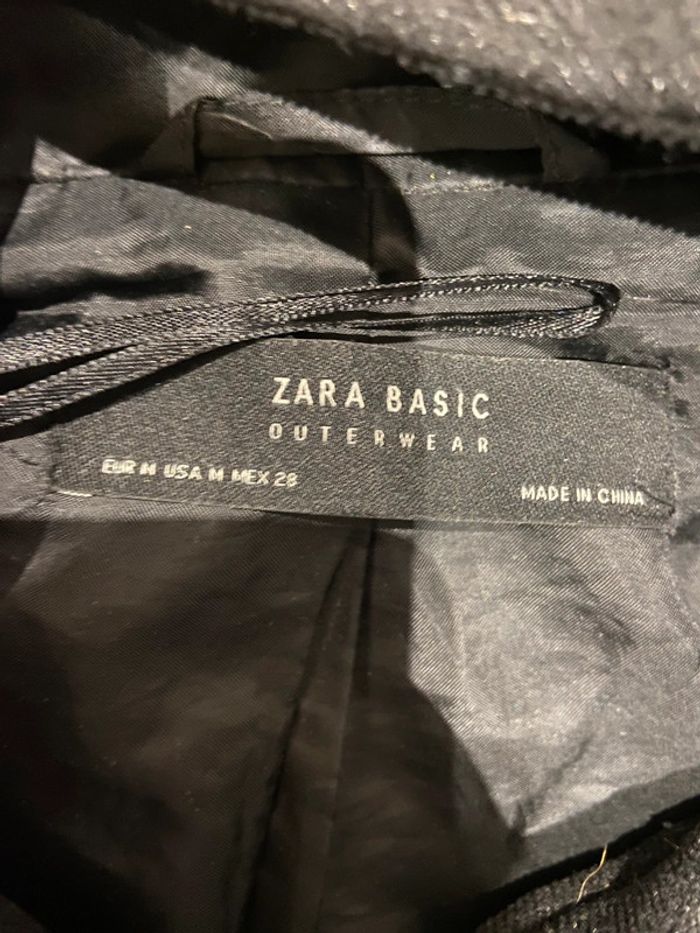 ZARA BASIC
OUTERWEAR
EUR M USA M MEX 28
MADE IN CHINA